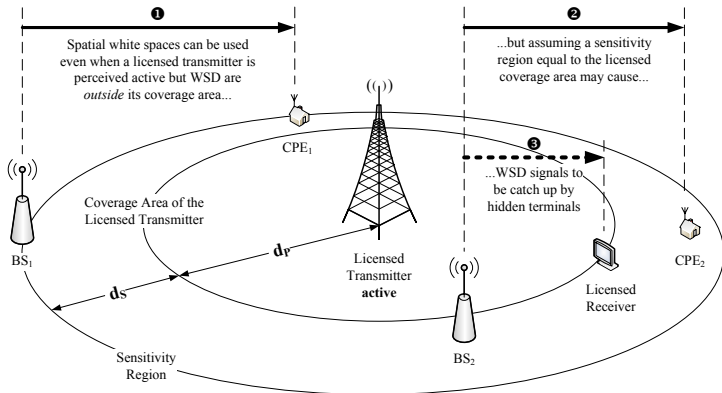 ❶
Spatial white spaces can be used
even when a licensed transmitter is
perceived active but WSD are
outside its coverage area...
❷
...but assuming a sensitivity
region equal to the licensed
coverage area may cause...
((·))
CPE₁
❸
...WSD signals to
be catch up by
hidden terminals
Coverage Area of the
Licensed Transmitter
BS₁
dP
dS
Licensed
Transmitter
active
BS₂
Licensed
Receiver
CPE₂
Sensitivity
Region